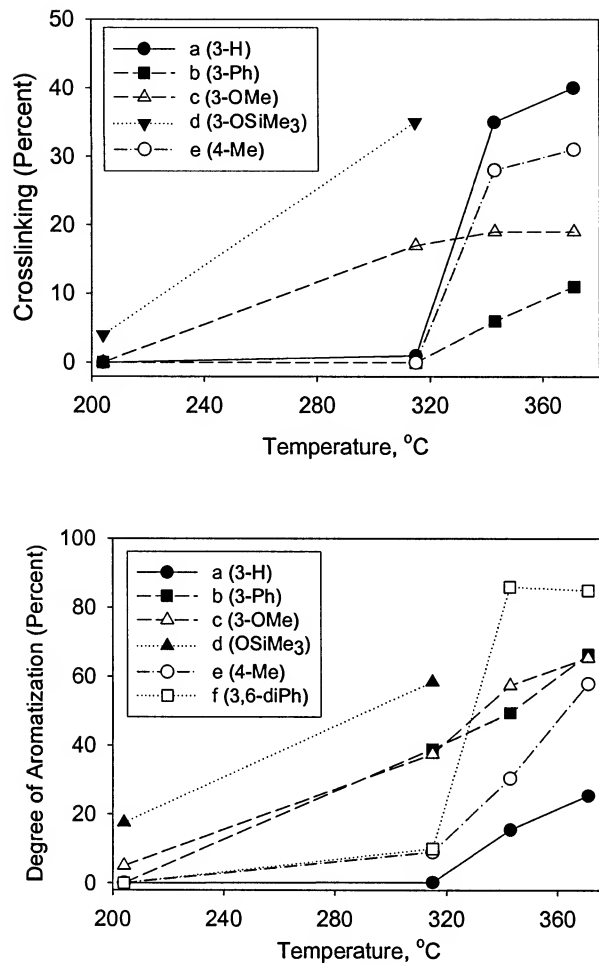 50
40
30
20
10
0
Crosslinking (Percent)
a (3-H)
b (3-Ph)
c (3-OMe)
d (3-OSiMe3)
e (4-Me)
200 240 280 320 360
Temperature, °C
100
80
60
40
20
0
Degree of Aromatization (Percent)
a (3-H)
b (3-Ph)
c (3-OMe)
d (OSiMe3)
e (4-Me)
f (3,6-diPh)
200 240 280 320 360
Temperature, °C